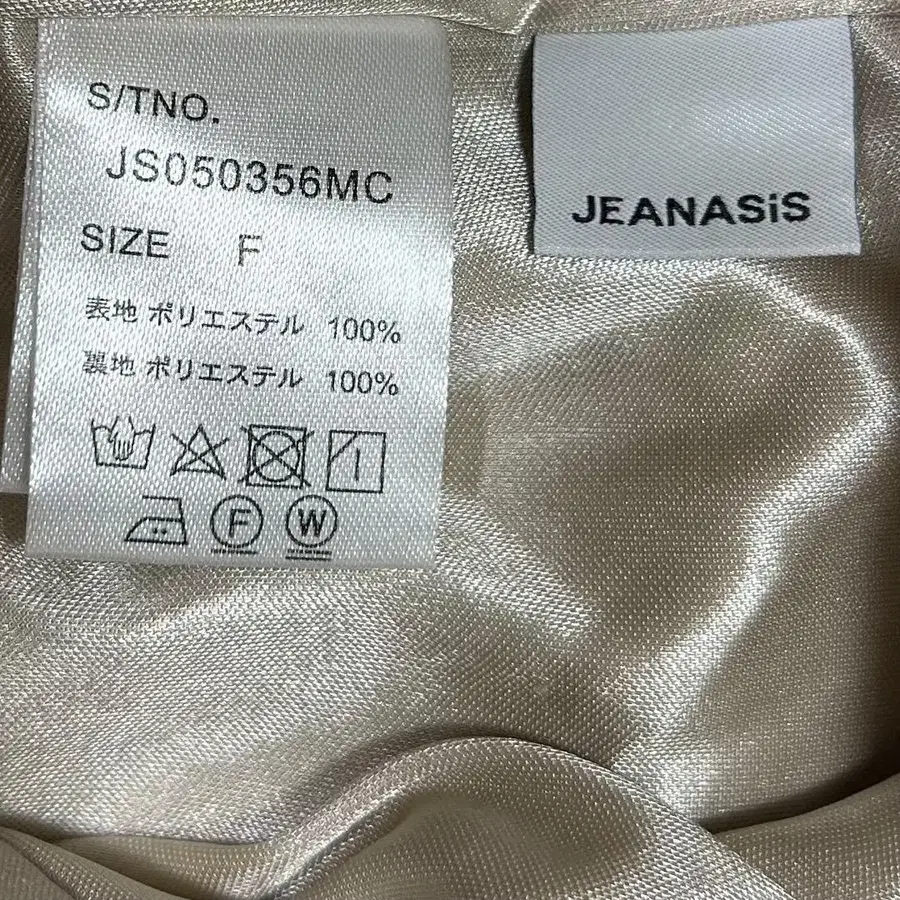 S/TNO.
JS050356MC
SIZE F
表地 ポリエステル 100%
裏地 ポリエステル 100%
F W
JEANASiS